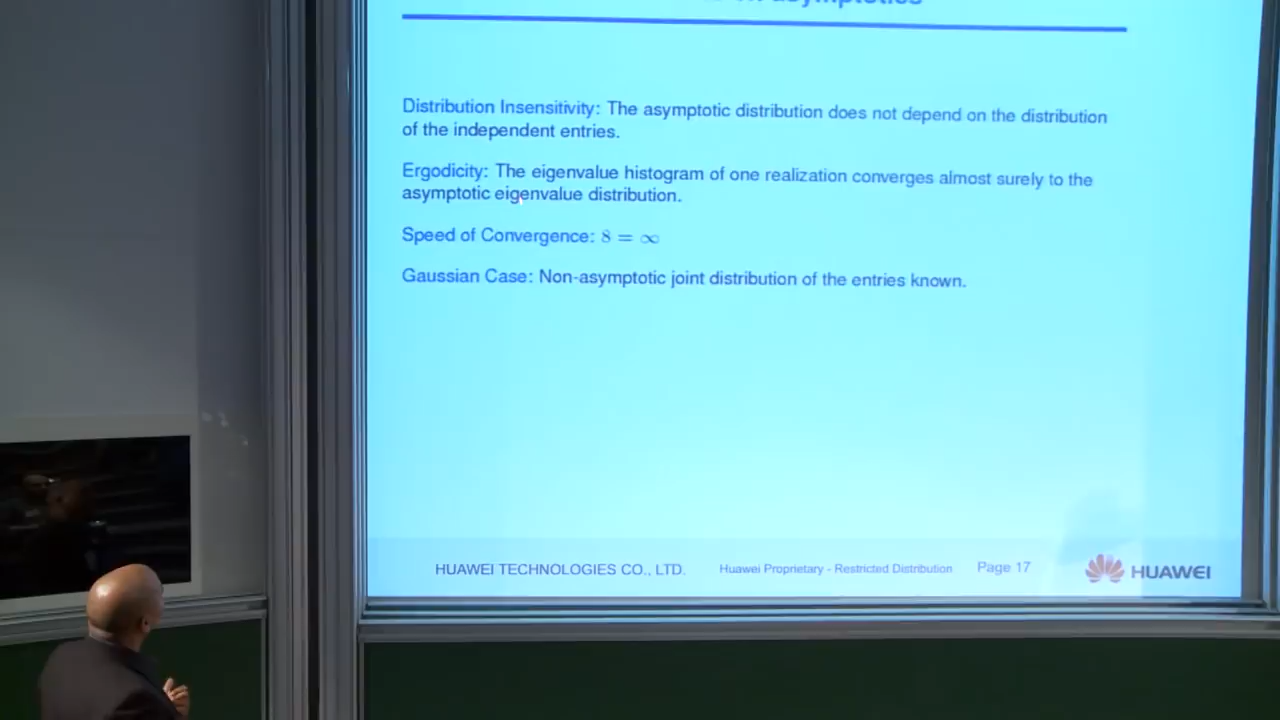 asymptotics
Distribution Insensitivity: The asymptotic distribution does not depend on the distribution
of the independent entries.
Ergodicity: The eigenvalue histogram of one realization converges almost surely to the
asymptotic eigenvalue distribution.
Speed of Convergence: 8 = ∞
Gaussian Case: Non-asymptotic joint distribution of the entries known.
HUAWEI TECHNOLOGIES CO., LTD. Huawei Proprietary - Restricted Distribution Page 17 HUAWEI